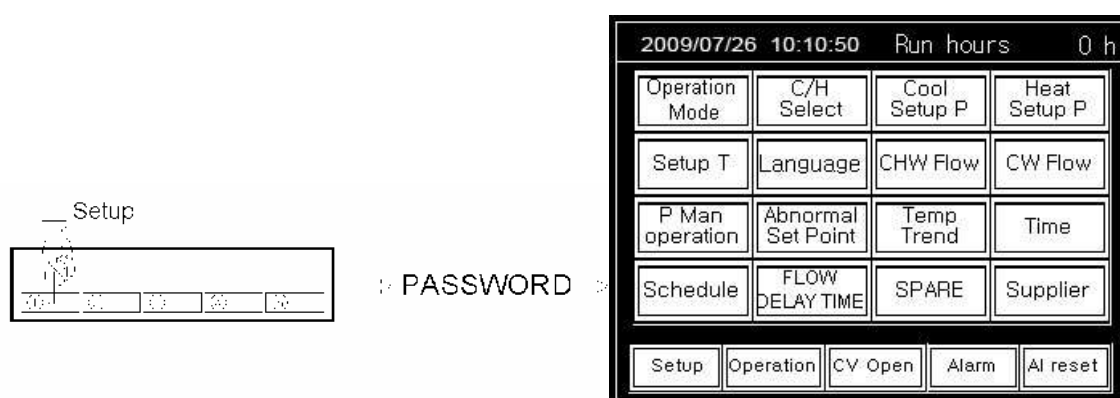 Setup
PASSWORD
2009/07/26 10:10:50 Run hours 0 h
Operation
Mode
C/H
Select
Cool
Setup P
Heat
Setup P
Setup T
Language
CHW Flow
CW Flow
P Man
operation
Abnormal
Set Point
Temp
Trend
Time
Schedule
FLOW
DELAY TIME
SPARE
Supplier
Setup
Operation
CV Open
Alarm
AI reset